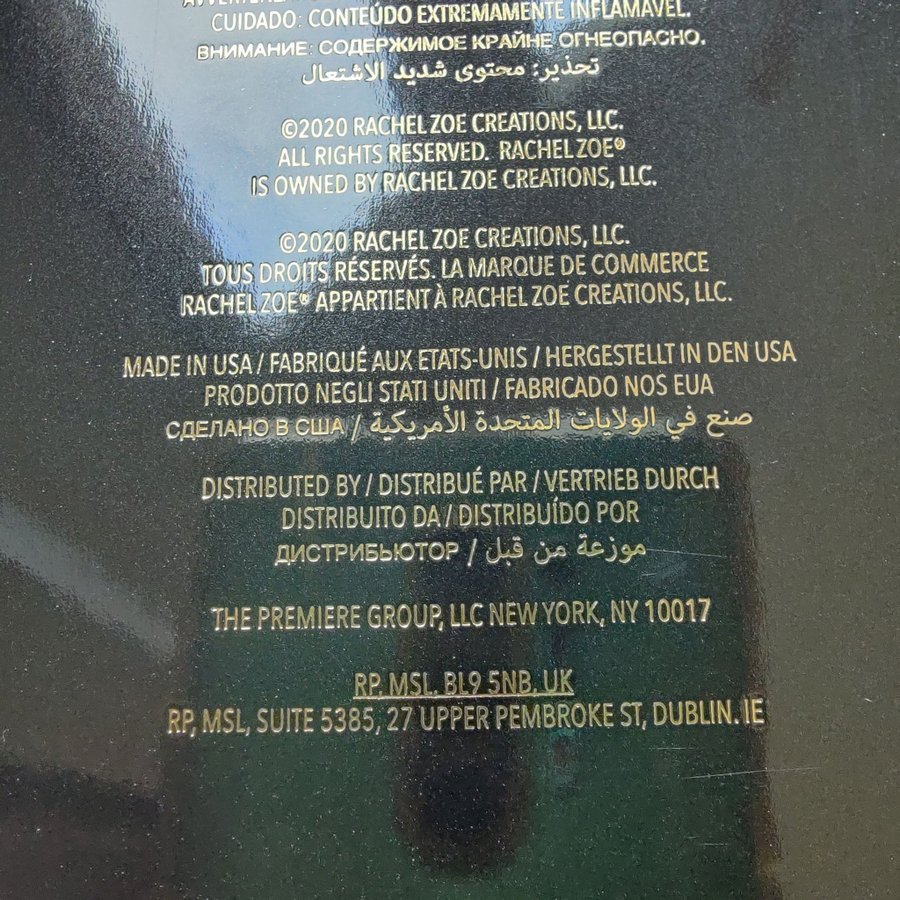 CUIDADO: CONTEÚDO EXTREMAMENTE INFLAMÁVEL.
ВНИМАНИЕ: СОДЕРЖИМОЕ КРАЙНЕ ОГНЕОПАСНО.
تحذير: محتوى شديد الاشتعال
©2020 RACHEL ZOE CREATIONS, LLC.
ALL RIGHTS RESERVED. RACHEL ZOE®
IS OWNED BY RACHEL ZOE CREATIONS, LLC.
©2020 RACHEL ZOE CREATIONS, LLC.
TOUS DROITS RÉSERVÉS. LA MARQUE DE COMMERCE
RACHEL ZOE® APPARTIENT À RACHEL ZOE CREATIONS, LLC.
MADE IN USA / FABRIQUÉ AUX ETATS-UNIS / HERGESTELLT IN DEN USA
PRODOTTO NEGLI STATI UNITI / FABRICADO NOS EUA
СДЕЛАНО В США / صنع في الولايات المتحدة الأمريكية
DISTRIBUTED BY / DISTRIBUÉ PAR / VERTRIEB DURCH
DISTRIBUITO DA / DISTRIBUÍDO POR
ДИСТРИБЬЮТОР / موزعة من قبل
THE PREMIERE GROUP, LLC NEW YORK, NY 10017
RP, MSL, BL9 5NB, UK
RP, MSL, SUITE 5385, 27 UPPER PEMBROKE ST, DUBLIN. IE